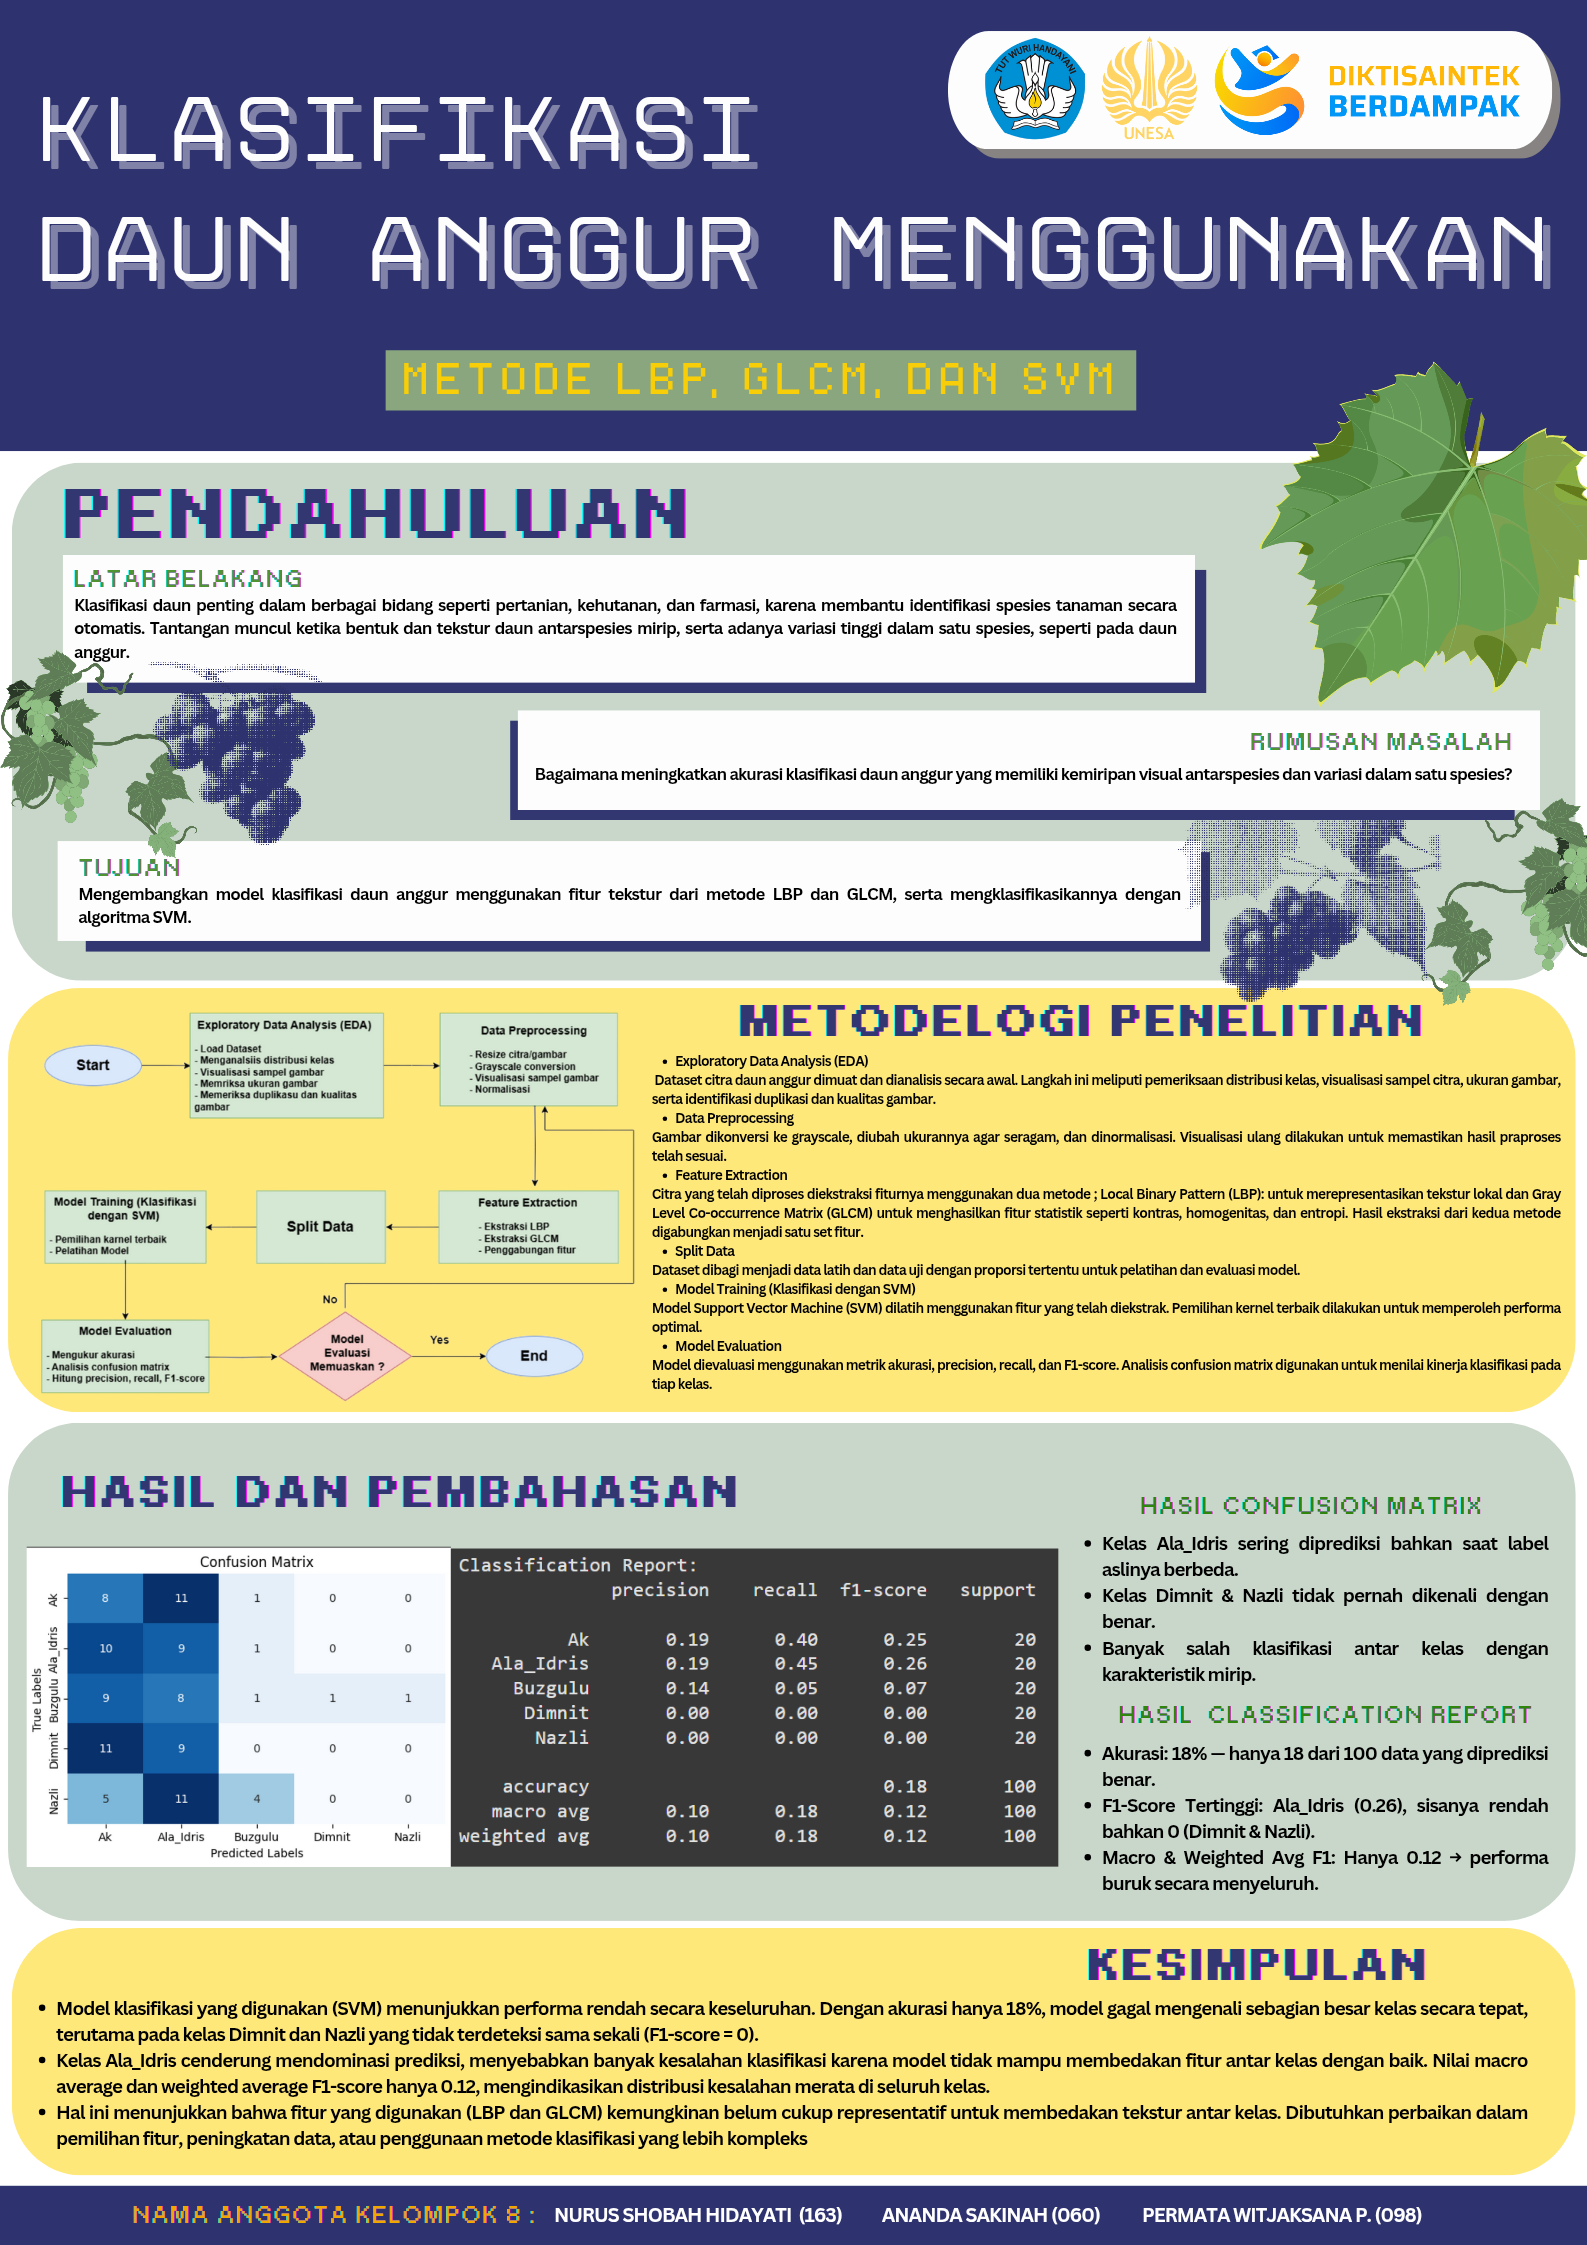 TUT WURI HANDAYANI
UNESA
DIKTISAINTEK
BERDAMPAK
KLASIFIKASI
DAUN ANGGUR MENGGUNAKAN
METODE LBP, GLCM, DAN SVM
PENDAHULUAN
LATAR BELAKANG
Klasifikasi daun penting dalam berbagai bidang seperti pertanian, kehutanan, dan farmasi, karena membantu identifikasi spesies tanaman secara
otomatis. Tantangan muncul ketika bentuk dan tekstur daun antarspesies mirip, serta adanya variasi tinggi dalam satu spesies, seperti pada daun
anggur.
RUMUSAN MASALAH
Bagaimana meningkatkan akurasi klasifikasi daun anggur yang memiliki kemiripan visual antarspesies dan variasi dalam satu spesies?
TUJUAN
Mengembangkan model klasifikasi daun anggur menggunakan fitur tekstur dari metode LBP dan GLCM, serta mengklasifikasikannya dengan
algoritma SVM.
Start
Exploratory Data Analysis (EDA)
- Load Dataset
- Menganalsiis distribusi kelas
- Visualisasi sampel gambar
- Memriksa ukuran gambar
- Memeriksa duplikasu dan kualitas
gambar
Data Preprocessing
- Resize citra/gambar
- Grayscale conversion
- Visualisasi sampel gambar
- Normalisasi
Feature Extraction
- Ekstraksi LBP
- Ekstraksi GLCM
- Penggabungan fitur
Split Data
Model Training (Klasifikasi
dengan SVM)
- Pemilihan karnel terbaik
- Pelatihan Model
Model Evaluation
- Mengukur akurasi
- Analisis confusion matrix
- Hitung precision, recall, F1-score
No
Model
Evaluasi
Memuaskan ?
Yes
End
METODELOGI PENELITIAN
• Exploratory Data Analysis (EDA)
Dataset citra daun anggur dimuat dan dianalisis secara awal. Langkah ini meliputi pemeriksaan distribusi kelas, visualisasi sampel citra, ukuran gambar,
serta identifikasi duplikasi dan kualitas gambar.
• Data Preprocessing
Gambar dikonversi ke grayscale, diubah ukurannya agar seragam, dan dinormalisasi. Visualisasi ulang dilakukan untuk memastikan hasil praproses
telah sesuai.
• Feature Extraction
Citra yang telah diproses diekstraksi fiturnya menggunakan dua metode ; Local Binary Pattern (LBP): untuk merepresentasikan tekstur lokal dan Gray
Level Co-occurrence Matrix (GLCM) untuk menghasilkan fitur statistik seperti kontras, homogenitas, dan entropi. Hasil ekstraksi dari kedua metode
digabungkan menjadi satu set fitur.
• Split Data
Dataset dibagi menjadi data latih dan data uji dengan proporsi tertentu untuk pelatihan dan evaluasi model.
• Model Training (Klasifikasi dengan SVM)
Model Support Vector Machine (SVM) dilatih menggunakan fitur yang telah diekstrak. Pemilihan kernel terbaik dilakukan untuk memperoleh performa
optimal.
• Model Evaluation
Model dievaluasi menggunakan metrik akurasi, precision, recall, dan F1-score. Analisis confusion matrix digunakan untuk menilai kinerja klasifikasi pada
tiap kelas.
HASIL DAN PEMBAHASAN
Confusion Matrix
True Labels
Ak 8 11 1 0 0
Ala_Idris 10 9 1 0 0
Buzgulu 9 8 1 1 1
Dimnit 11 9 0 0 0
Nazli 5 11 4 0 0
Ak Ala_Idris Buzgulu Dimnit Nazli
Predicted Labels
Classification Report:
precision recall f1-score support
Ak 0.19 0.40 0.25 20
Ala_Idris 0.19 0.45 0.26 20
Buzgulu 0.14 0.05 0.07 20
Dimnit 0.00 0.00 0.00 20
Nazli 0.00 0.00 0.00 20
accuracy 0.18 100
macro avg 0.10 0.18 0.12 100
weighted avg 0.10 0.18 0.12 100
HASIL CONFUSION MATRIX
• Kelas Ala_Idris sering diprediksi bahkan saat label
aslinya berbeda.
• Kelas Dimnit & Nazli tidak pernah dikenali dengan
benar.
• Banyak salah klasifikasi antar kelas dengan
karakteristik mirip.
HASIL CLASSIFICATION REPORT
• Akurasi: 18% — hanya 18 dari 100 data yang diprediksi
benar.
• F1-Score Tertinggi: Ala_Idris (0.26), sisanya rendah
bahkan 0 (Dimnit & Nazli).
• Macro & Weighted Avg F1: Hanya 0.12 → performa
buruk secara menyeluruh.
KESIMPULAN
• Model klasifikasi yang digunakan (SVM) menunjukkan performa rendah secara keseluruhan. Dengan akurasi hanya 18%, model gagal mengenali sebagian besar kelas secara tepat,
terutama pada kelas Dimnit dan Nazli yang tidak terdeteksi sama sekali (F1-score = 0).
• Kelas Ala_Idris cenderung mendominasi prediksi, menyebabkan banyak kesalahan klasifikasi karena model tidak mampu membedakan fitur antar kelas dengan baik. Nilai macro
average dan weighted average F1-score hanya 0.12, mengindikasikan distribusi kesalahan merata di seluruh kelas.
• Hal ini menunjukkan bahwa fitur yang digunakan (LBP dan GLCM) kemungkinan belum cukup representatif untuk membedakan tekstur antar kelas. Dibutuhkan perbaikan dalam
pemilihan fitur, peningkatan data, atau penggunaan metode klasifikasi yang lebih kompleks
NAMA ANGGOTA KELOMPOK 8 : NURUS SHOBAH HIDAYATI (163) ANANDA SAKINAH (060) PERMATA WITJAKSANA P. (098)